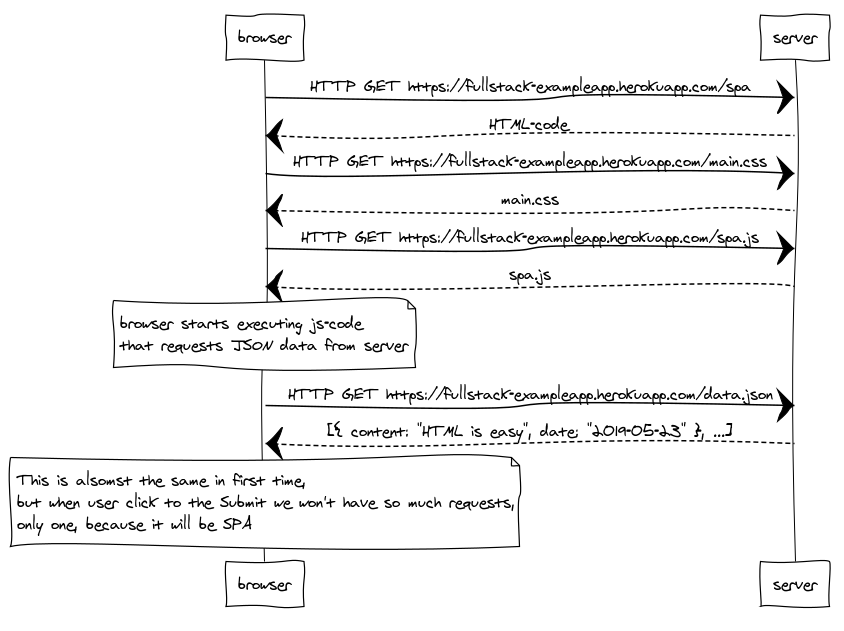 browser server
HTTP GET https://fullstack-exampleapp.herokuapp.com/spa
HTML-code
HTTP GET https://fullstack-exampleapp.herokuapp.com/main.css
main.css
HTTP GET https://fullstack-exampleapp.herokuapp.com/spa.js
spa.js
browser starts executing js-code
that requests JSON data from server
HTTP GET https://fullstack-exampleapp.herokuapp.com/data.json
[{ content: "HTML is easy", date: "2019-05-23" }, ...]
This is alsomst the same in first time,
but when user click to the Submit we won't have so much requests,
only one, because it will be SPA
browser server